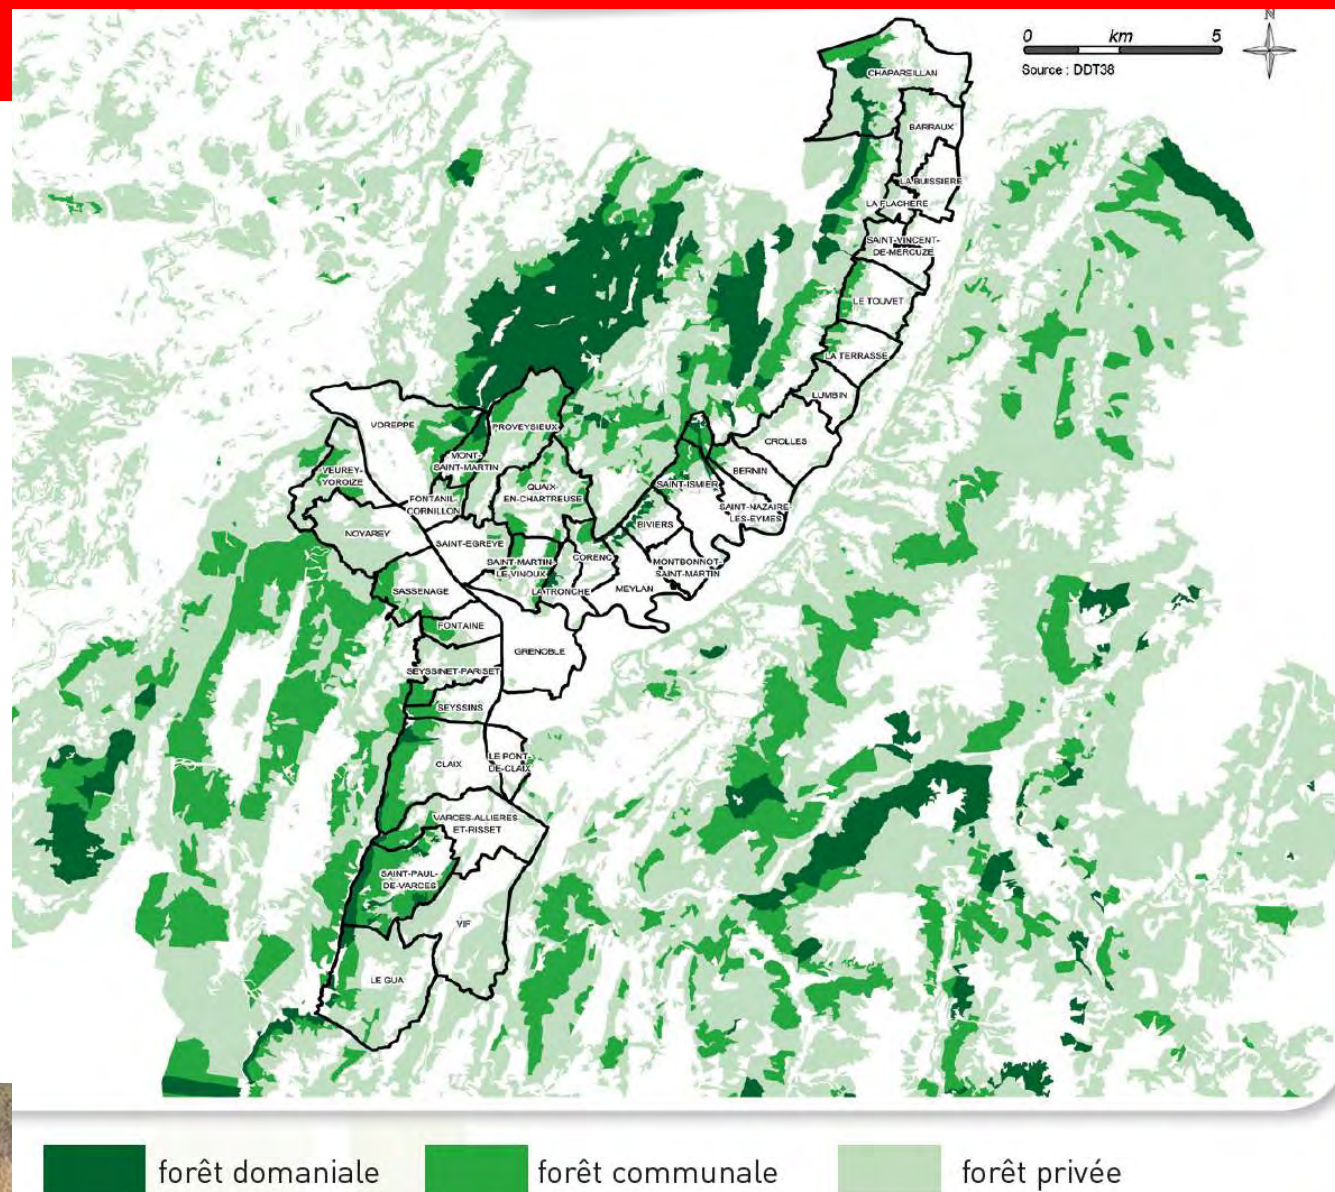 N
0 km 5
Source : DDT38
CHAPAREILLAN
BARRAUX
LA BUISSIERE
LA FLACHERE
SAINT-VINCENT-
DE-MERCUZE
LE TOUVET
LA TERRASSE
LUMBIN
CROLLES
BERNIN
SAINT-NAZAIRE-
LES-EYMES
SAINT-ISMIER
BIVIERS
MONTBONNOT-
SAINT-MARTIN
MEYLAN
CORENC
LA TRONCHE
SAINT-MARTIN-
LE-VINOUX
QUAIX-
EN-CHARTREUSE
PROVEYSIEUX
MONT-
SAINT-MARTIN
VOREPPE
VEUREY-
VOROIZE
FONTANIL-
CORNILLON
NOYAREY
SAINT-EGREVE
SASSENAGE
FONTAINE
GRENOBLE
SEYSSINET-PARISET
SEYSSINS
CLAIX
LE PONT-
DE-CLAIX
VARCES-ALLIERES-
ET-RISSET
SAINT-PAUL-
DE-VARCES
VIF
LE GUA
forêt domaniale
forêt communale
forêt privée